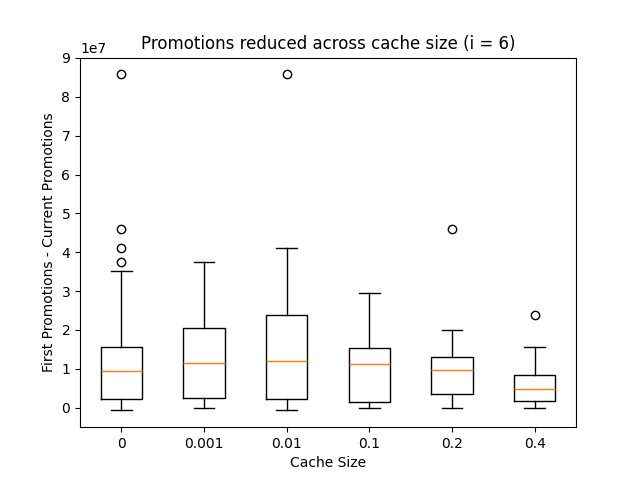 Promotions reduced across cache size (i = 6)
1e7
9
8
7
6
5
4
3
2
1
0
First Promotions - Current Promotions
0 0.001 0.01 0.1 0.2 0.4
Cache Size